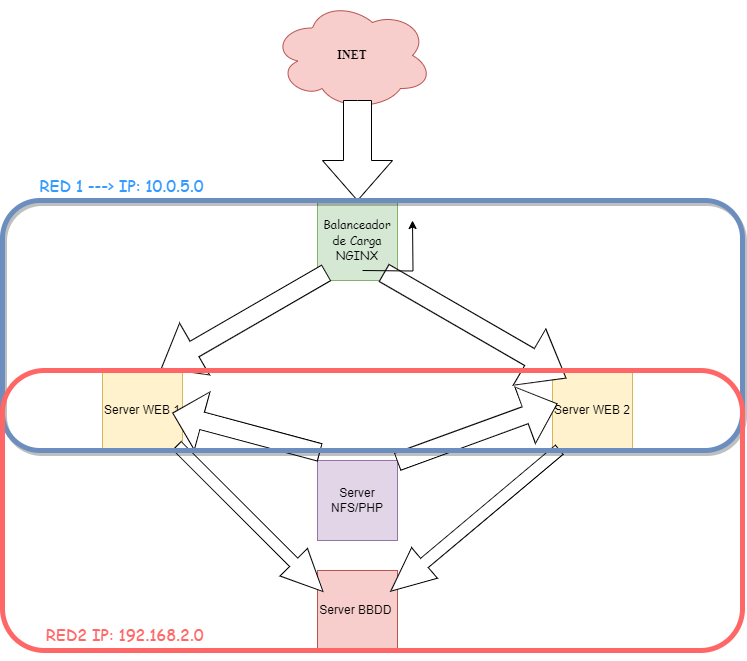 INET
RED 1 ---> IP: 10.0.5.0
Balanceador
de Carga
NGINX
Server WEB 1
Server WEB 2
Server
NFS/PHP
Server BBDD
RED2 IP: 192.168.2.0